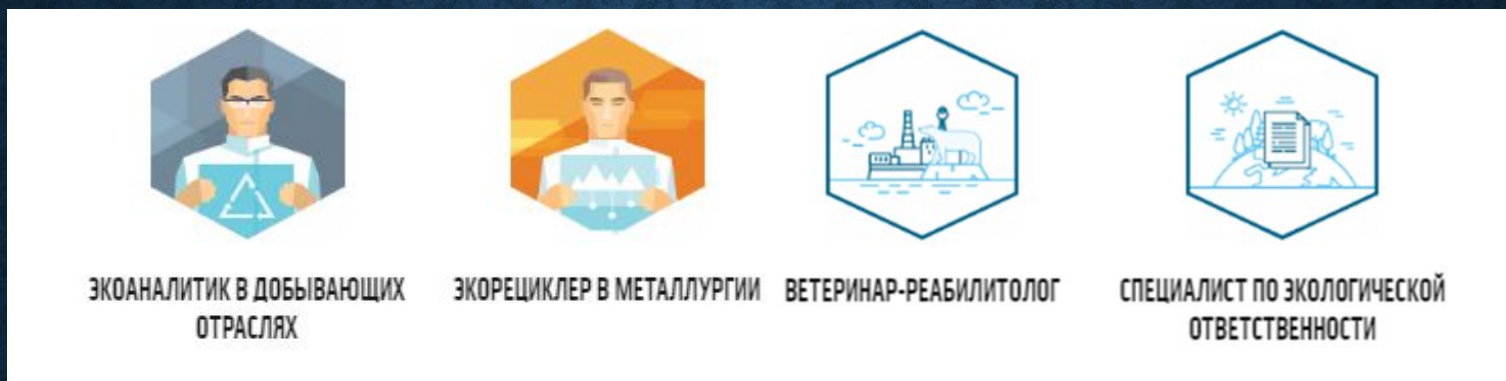 ЭКОАНАЛИТИК В ДОБЫВАЮЩИХ
ОТРАСЛЯХ
ЭКОРЕЦИКЛЕР В МЕТАЛЛУРГИИ
ВЕТЕРИНАР-РЕАБИЛИТОЛОГ
СПЕЦИАЛИСТ ПО ЭКОЛОГИЧЕСКОЙ
ОТВЕТСТВЕННОСТИ